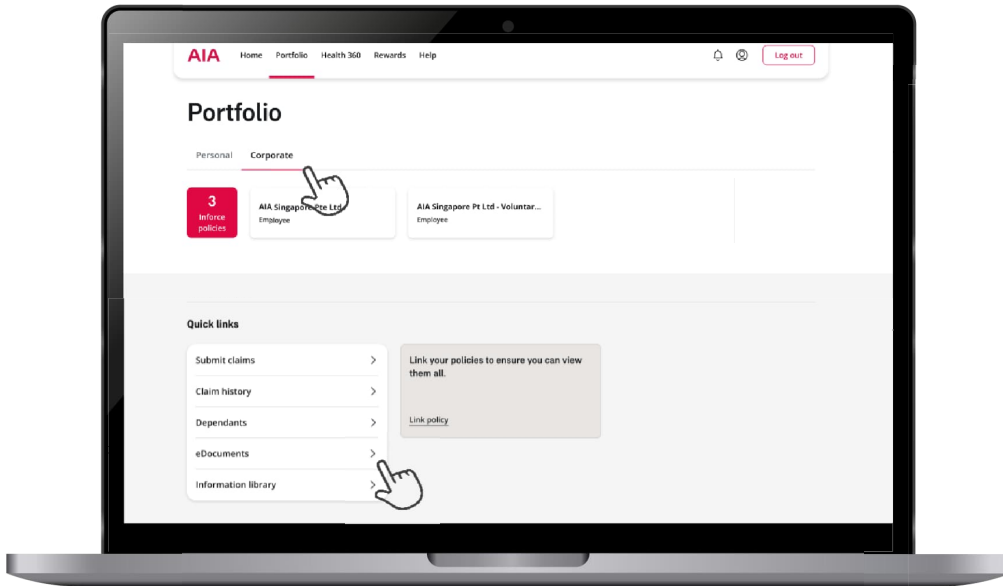 AIA Home Portfolio Health 360 Rewards Help Log out
Portfolio
Personal Corporate
3
Inforce
policies
AIA Singapore Pte Ltd
Employee
AIA Singapore Pt Ltd - Voluntar...
Employee
Quick links
Submit claims
Claim history
Dependants
eDocuments
Information library
Link your policies to ensure you can view
them all.
Link policy